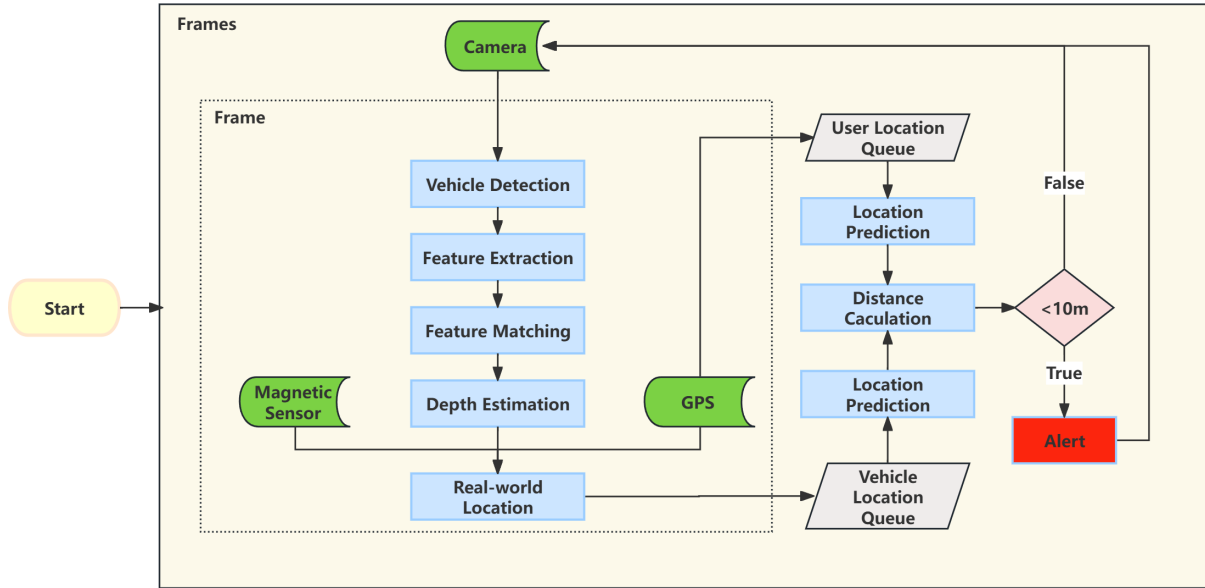 Frames
Camera
Frame
User Location
Queue
Vehicle Detection
False
Location
Prediction
Feature Extraction
Start
Feature Matching
Distance
Caculation
<10m
True
Magnetic
Sensor
Depth Estimation
GPS
Location
Prediction
Alert
Real-world
Location
Vehicle
Location
Queue